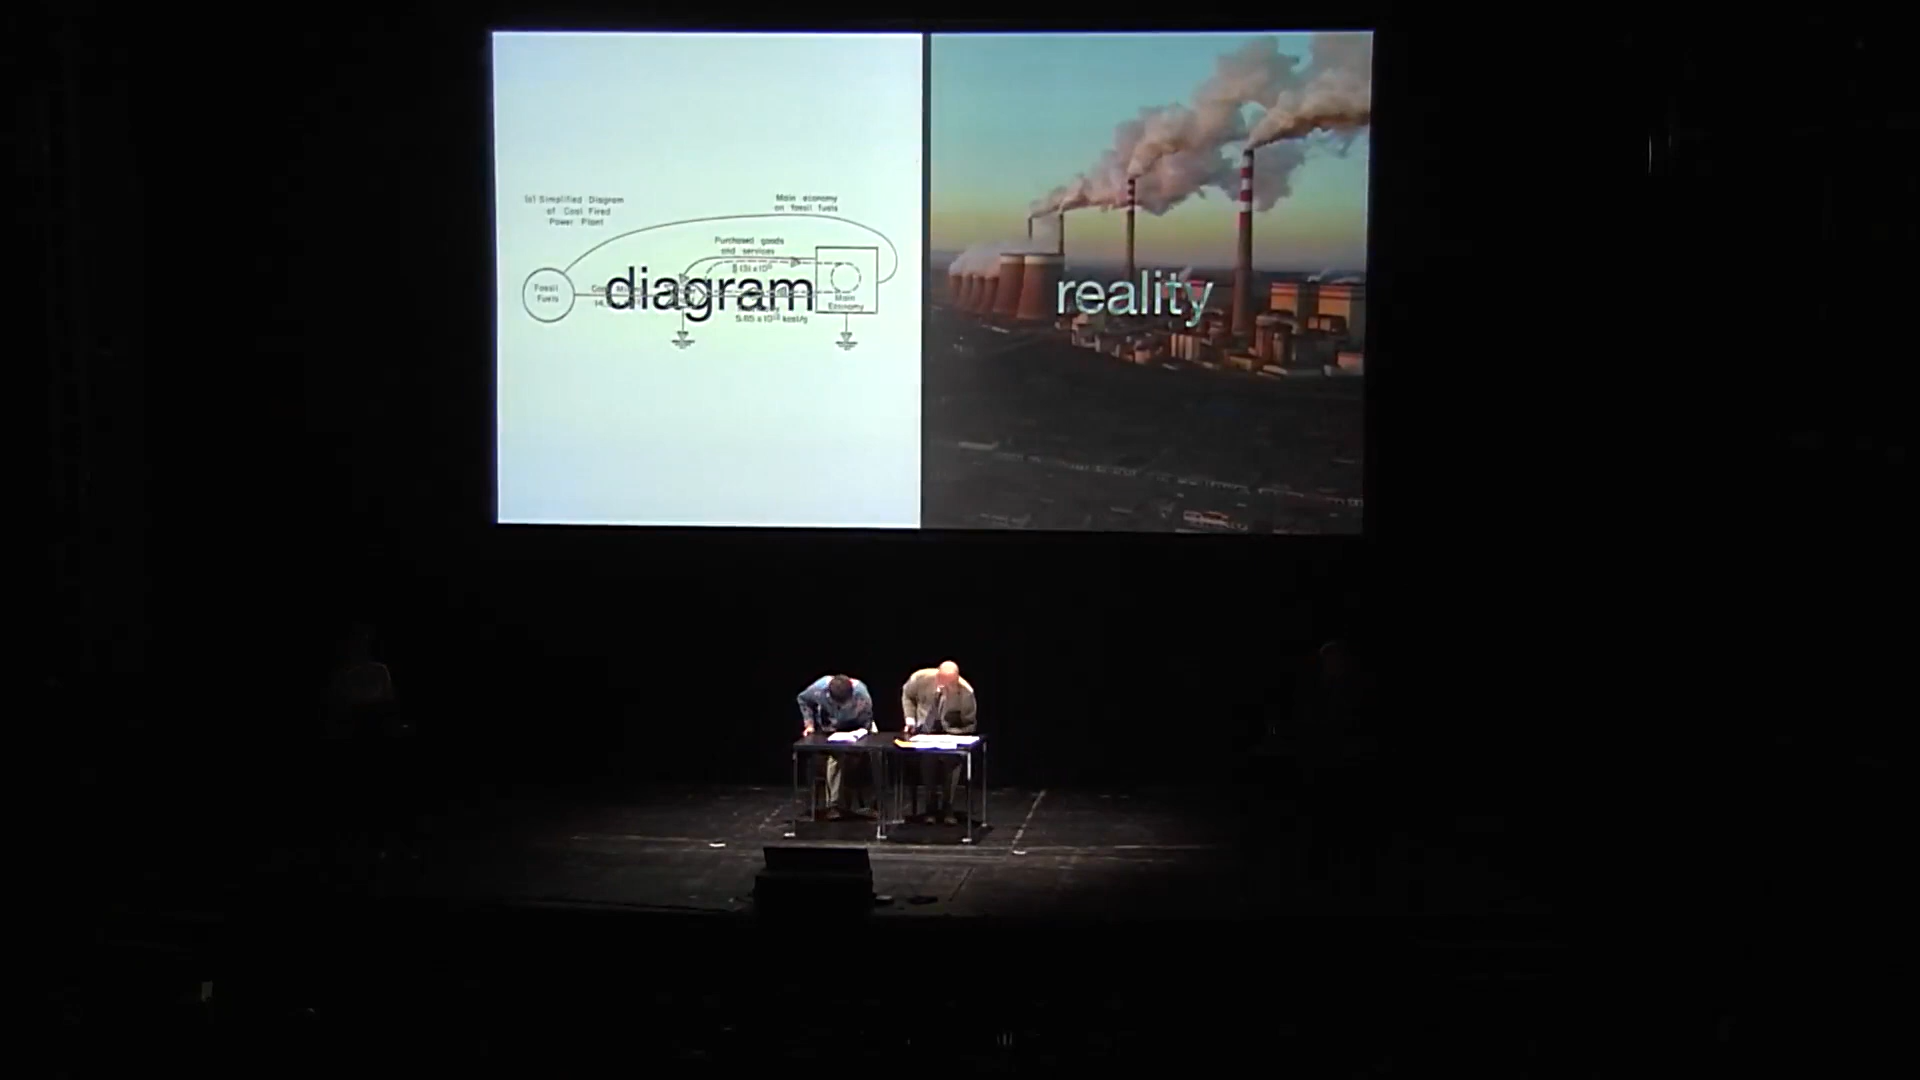 (a) Simplified Diagram
of Coal Fired
Power Plant
Main economy
on fossil fuels
Purchased goods
and services
Fossil
Fuels
diagram
Main
Economy
reality